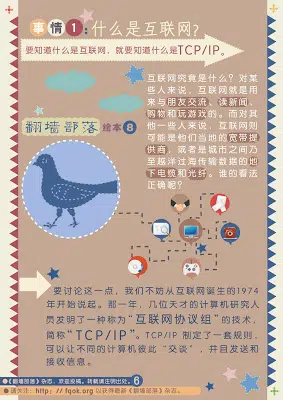 事情1:什么是互联网?
要知道什么是互联网，就要知道什么是TCP/IP。
互联网究竟是什么？对某
些人来说，互联网就是用
来与朋友交流、读新闻、
购物和玩游戏的。而对其
他一些人来说，互联网则
可能是他们当地的宽带提
供商，或者是城市之间乃
至越洋过海传输数据的地
下电缆和光纤。谁的看法
正确呢?
翻墙部落 绘本8
要讨论这一点，我们不妨从互联网诞生的1974
年开始说起。那一年，几位天才的计算机研究人
员发明了一种称为“互联网协议组”的技术，
简称“TCP/IP”。TCP/IP 制定了一套规则，
可以让不同的计算机彼此“交谈”，并且发送和
接收信息。
●《翻墙部落》杂志，欢迎投稿。转载请注明出处。 6